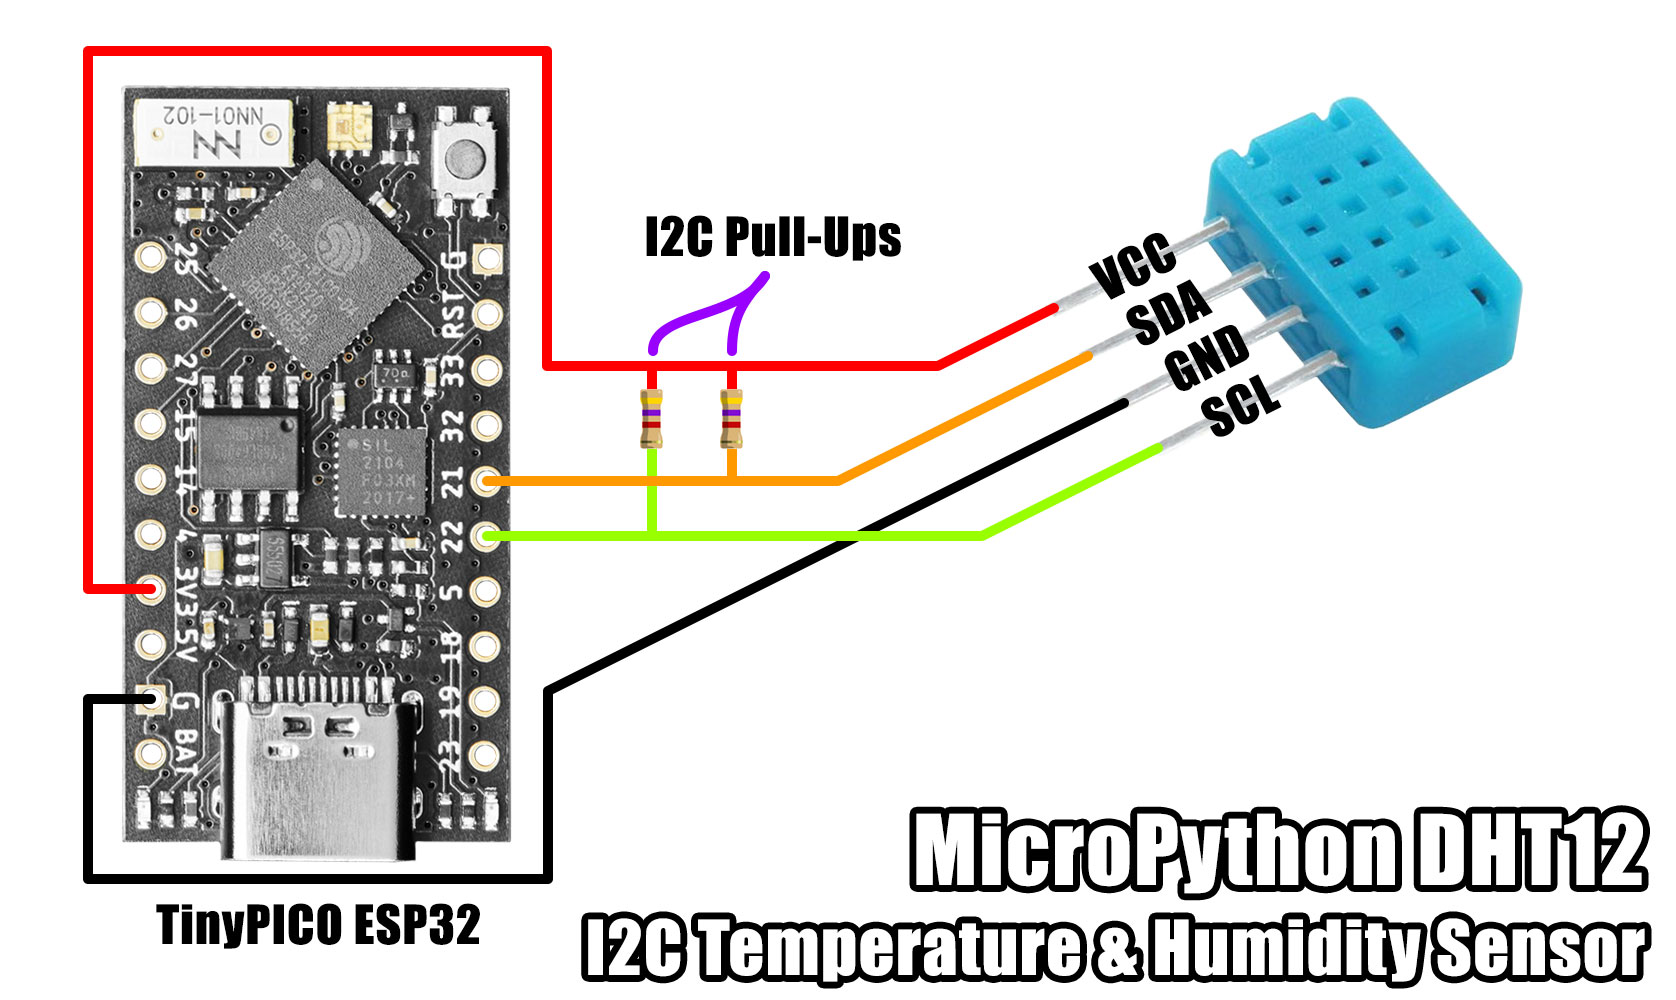 NN01-102
I2C Pull-Ups
VCC
SDA
GND
SCL
25
26
27
15
14
4
3V3
5V
G
BAT
G
RST
33
32
21
22
S
18
19
23
70a
SIL
2104
F03XM
2017+
5S5027
TinyPICO ESP32
MicroPython DHT12
I2C Temperature & Humidity Sensor